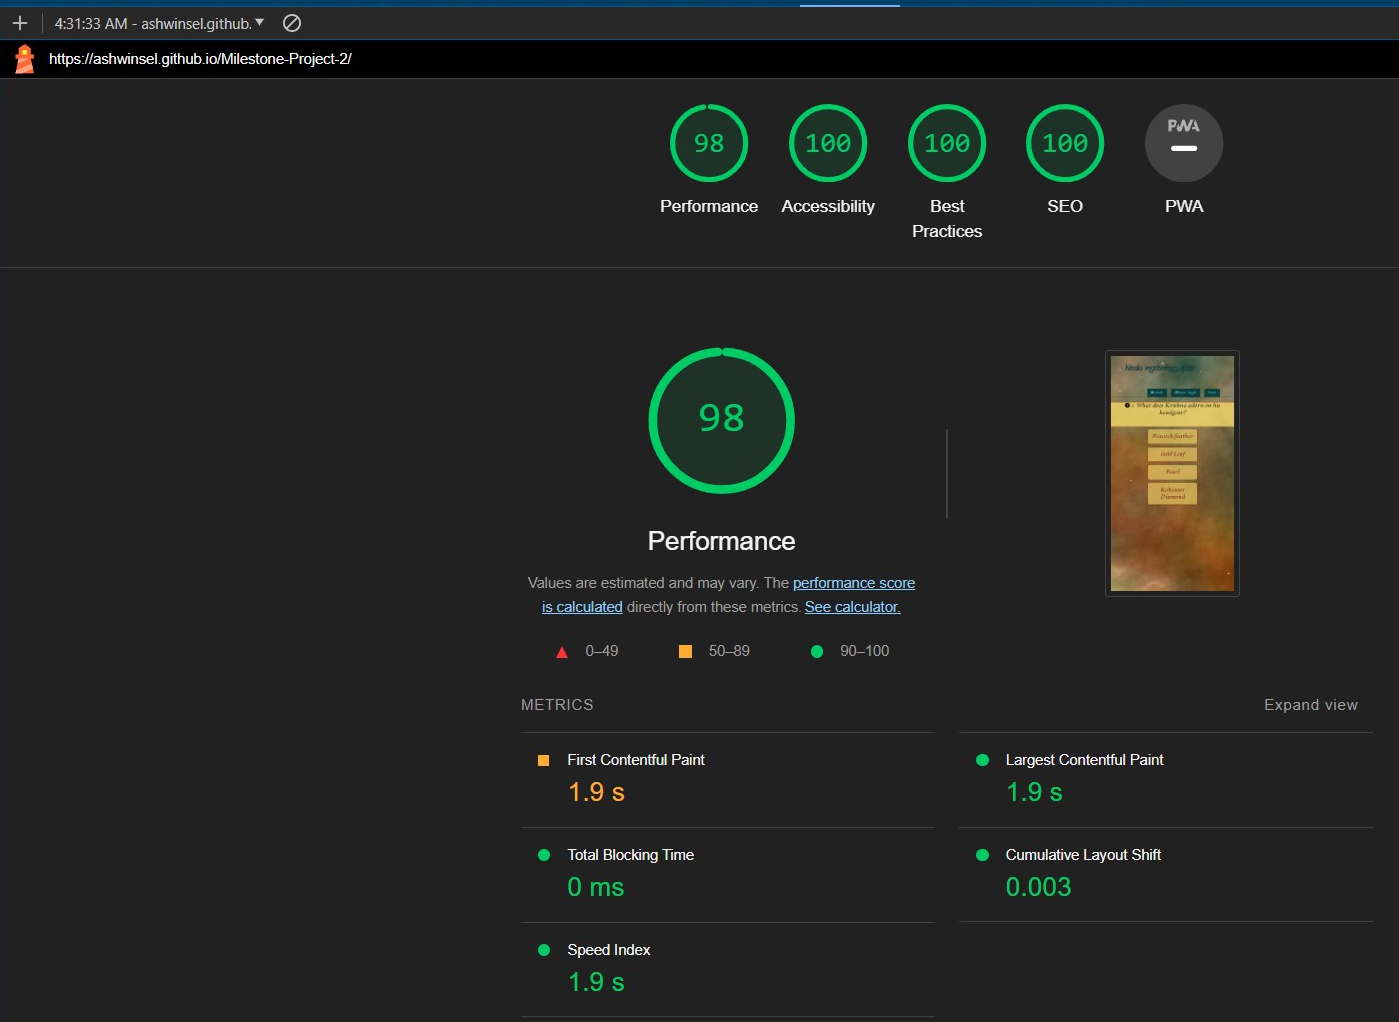 4:31:33 AM - ashwinsel.github.
https://ashwinsel.github.io/Milestone-Project-2/
98
100
100
100
PWA
Performance
Accessibility
Best
Practices
SEO
PWA
98
Performance
Values are estimated and may vary. The performance score
is calculated directly from these metrics. See calculator.
0–49
50–89
90–100
1. What does Krishna adorn on his
headgear?
Peacock feather
Gold Leaf
Pearl
Kohinoor
Diamond
METRICS
Expand view
First Contentful Paint
1.9 s
Largest Contentful Paint
1.9 s
Total Blocking Time
0 ms
Cumulative Layout Shift
0.003
Speed Index
1.9 s